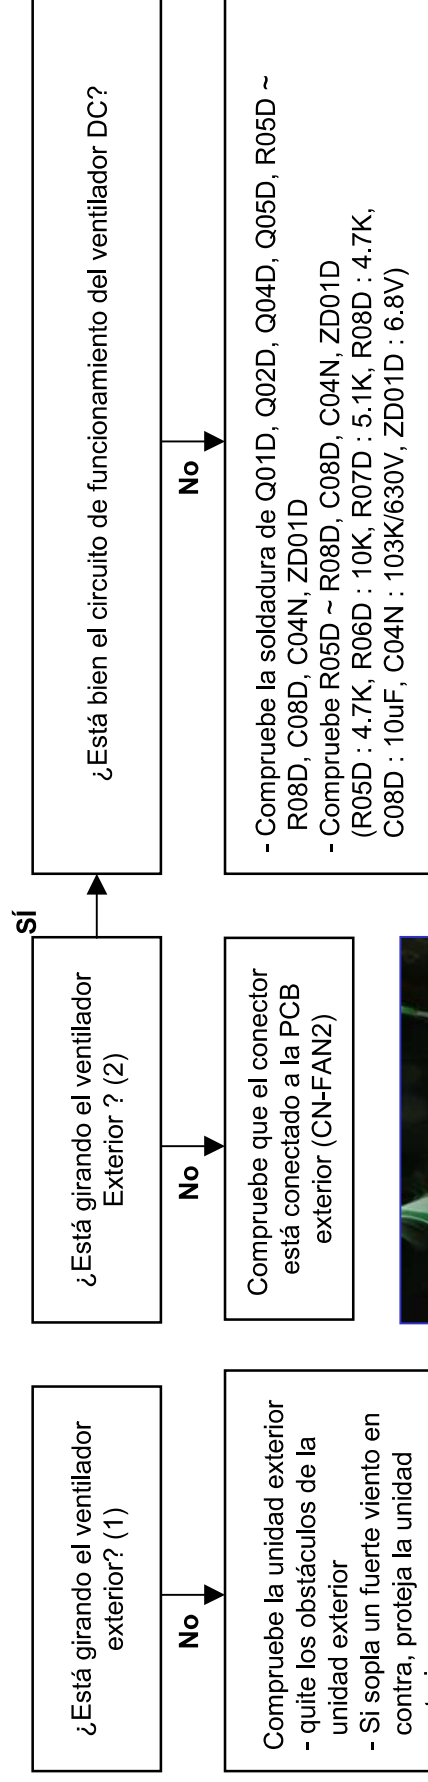 ¿Está girando el ventilador
exterior? (1)
No
Compruebe la unidad exterior
- quite los obstáculos de la
unidad exterior
- Si sopla un fuerte viento en
contra, proteja la unidad
¿Está girando el ventilador
Exterior ? (2)
SÍ
No
Compruebe que el conector
está conectado a la PCB
exterior (CN-FAN2)
¿Está bien el circuito de funcionamiento del ventilador DC?
No
- Compruebe la soldadura de Q01D, Q02D, Q04D, Q05D, R05D ~
R08D, C08D, C04N, ZD01D
- Compruebe R05D ~ R08D, C08D, C04N, ZD01D
(R05D : 4.7K, R06D : 10K, R07D : 5.1K, R08D : 4.7K,
C08D : 10uF, C04N : 103K/630V, ZD01D : 6.8V)